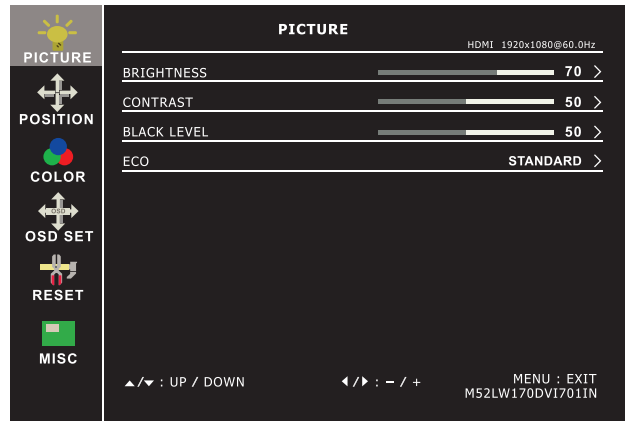 PICTURE
HDMI 1920x1080@60.0Hz
PICTURE
POSITION
COLOR
OSD
OSD SET
RESET
MISC
BRIGHTNESS 70 >
CONTRAST 50 >
BLACK LEVEL 50 >
ECO STANDARD >
▲/▼ : UP / DOWN ◀/▶ : − / + MENU : EXIT
M52LW170DVI701IN